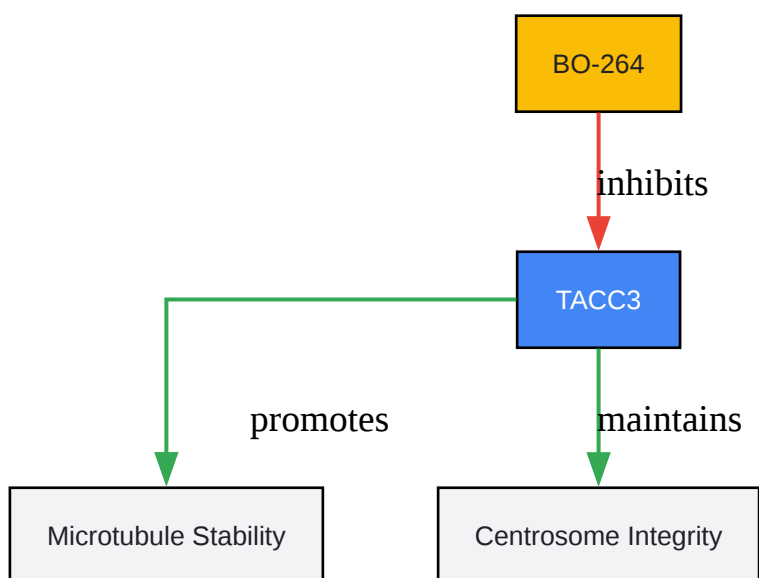 BO-264
inhibits
TACC3
promotes
maintains
Microtubule Stability
Centrosome Integrity